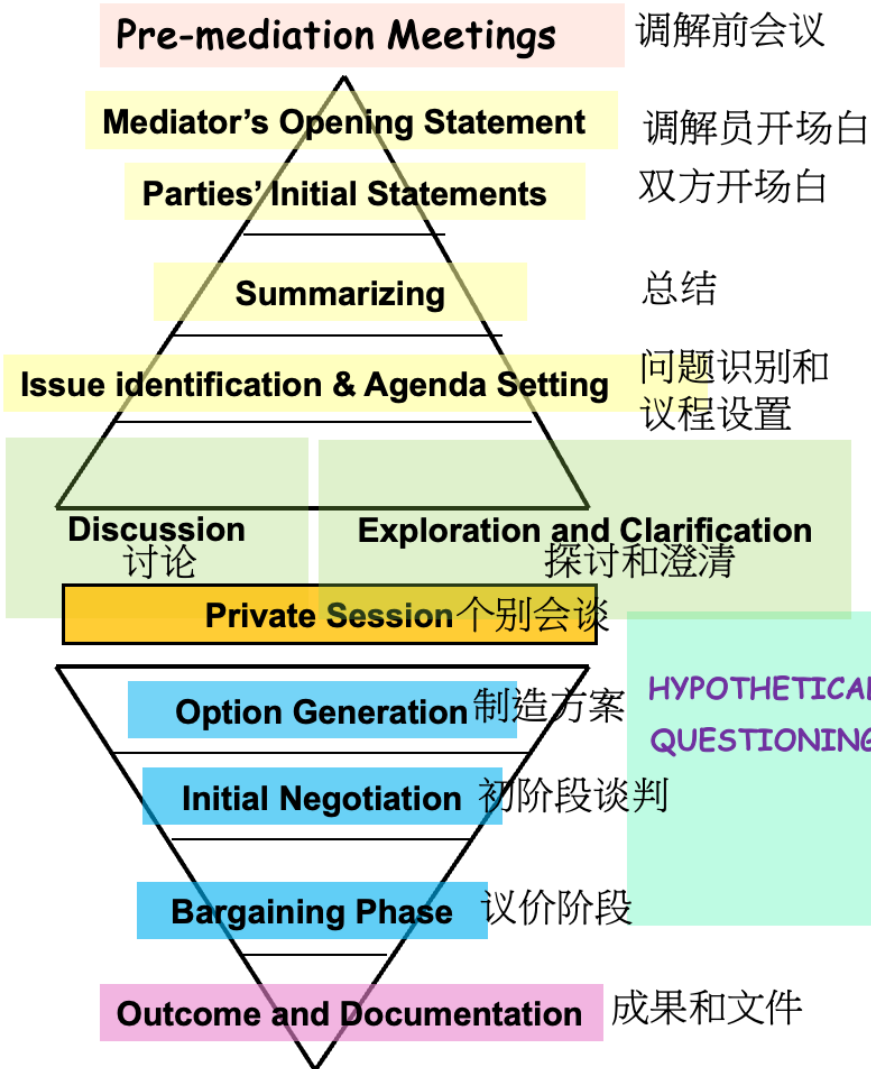 Pre-mediation Meetings 调解前会议
Mediator’s Opening Statement 调解员开场白
Parties’ Initial Statements 双方开场白
Summarizing 总结
Issue identification & Agenda Setting 问题识别和
议程设置
Discussion
讨论
Exploration and Clarification
探讨和澄清
Private Session 个别会谈
Option Generation 制造方案
HYPOTHETICAL
QUESTIONING
Initial Negotiation 初阶段谈判
Bargaining Phase 议价阶段
Outcome and Documentation 成果和文件